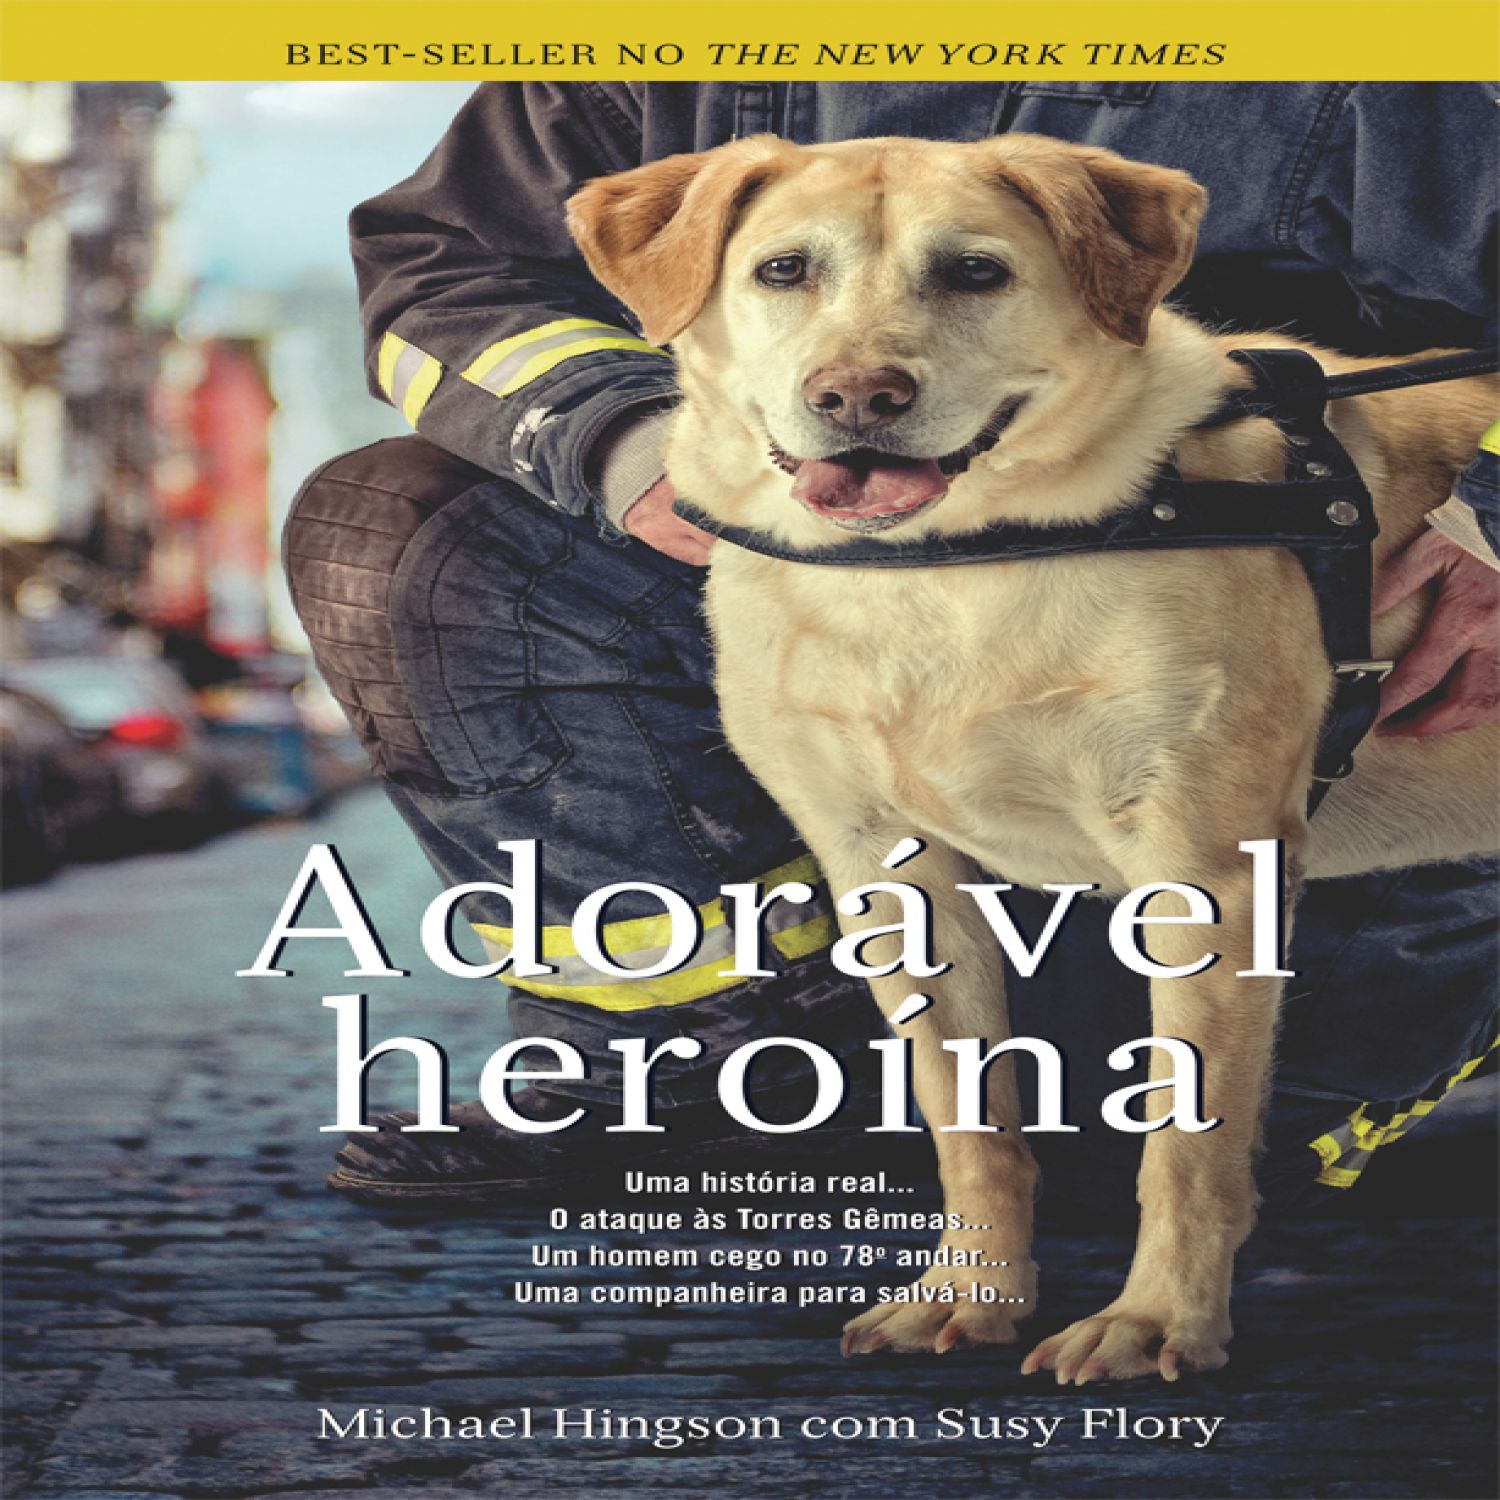 BEST-SELLER NO THE NEW YORK TIMES
Adorável
heroína
Uma história real...
O ataque às Torres Gêmeas...
Um homem cego no 78º andar...
Uma companheira para salvá-lo...
Michael Hingson com Susy Flory